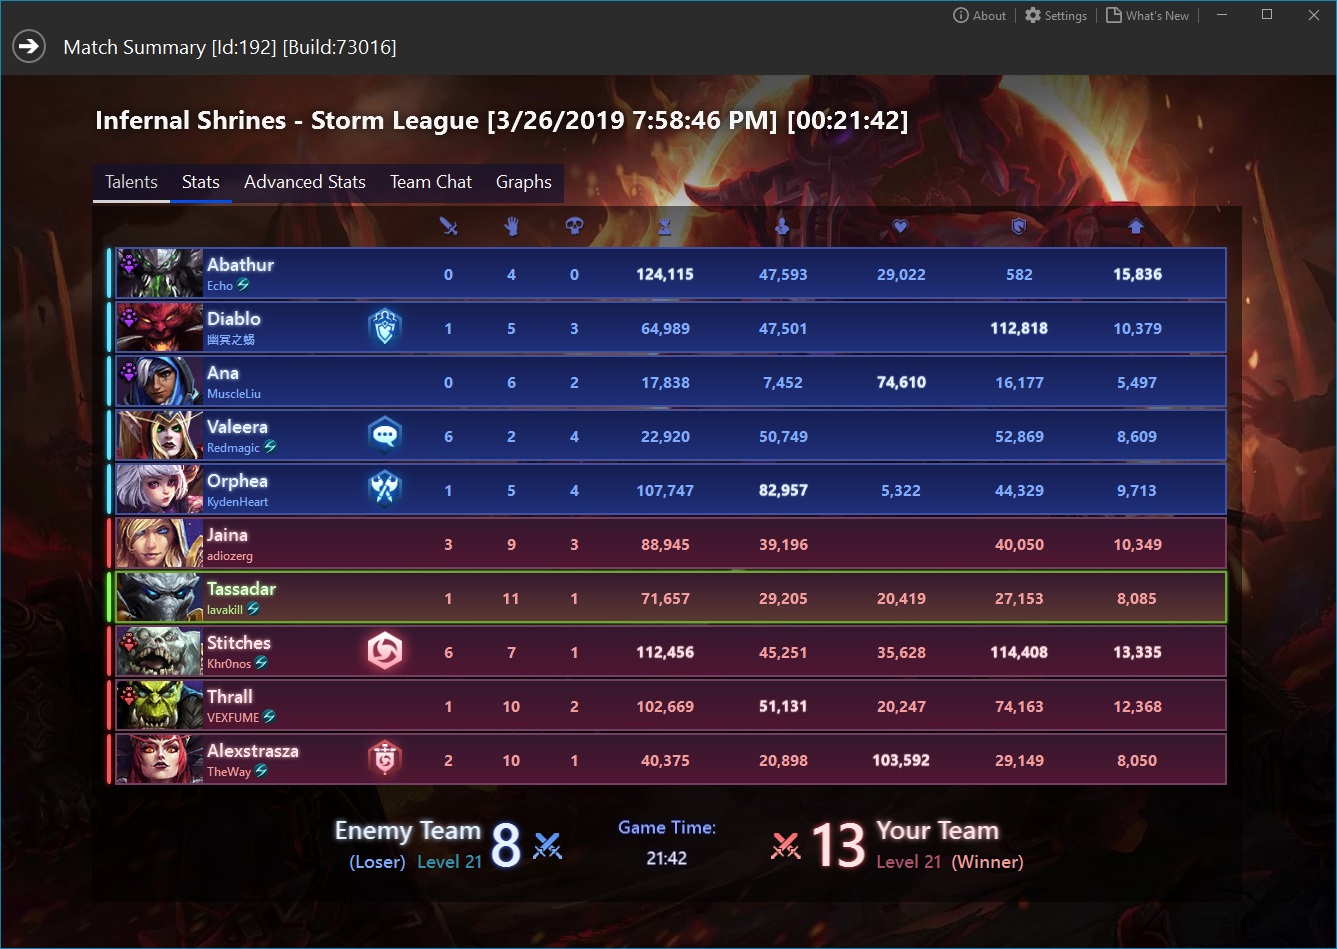 About Settings What's New
Match Summary [Id:192] [Build:73016]
Infernal Shrines - Storm League [3/26/2019 7:58:46 PM] [00:21:42]
Talents Stats Advanced Stats Team Chat Graphs
Abathur
Echo
0 4 0 124,115 47,593 29,022 582 15,836
Diablo
幽冥之蝎
1 5 3 64,989 47,501 112,818 10,379
Ana
MuscleLiu
0 6 2 17,838 7,452 74,610 16,177 5,497
Valeera
Redmagic
6 2 4 22,920 50,749 52,869 8,609
Orphea
KydenHeart
1 5 4 107,747 82,957 5,322 44,329 9,713
Jaina
adiozerg
3 9 3 88,945 39,196 40,050 10,349
Tassadar
lavakill
1 11 1 71,657 29,205 20,419 27,153 8,085
Stitches
Khr0nos
6 7 1 112,456 45,251 35,628 114,408 13,335
Thrall
VEXFUME
1 10 2 102,669 51,131 20,247 74,163 12,368
Alexstrasza
TheWay
2 10 1 40,375 20,898 103,592 29,149 8,050
Enemy Team 8 Game Time: 13 Your Team
(Loser) Level 21 21:42 Level 21 (Winner)